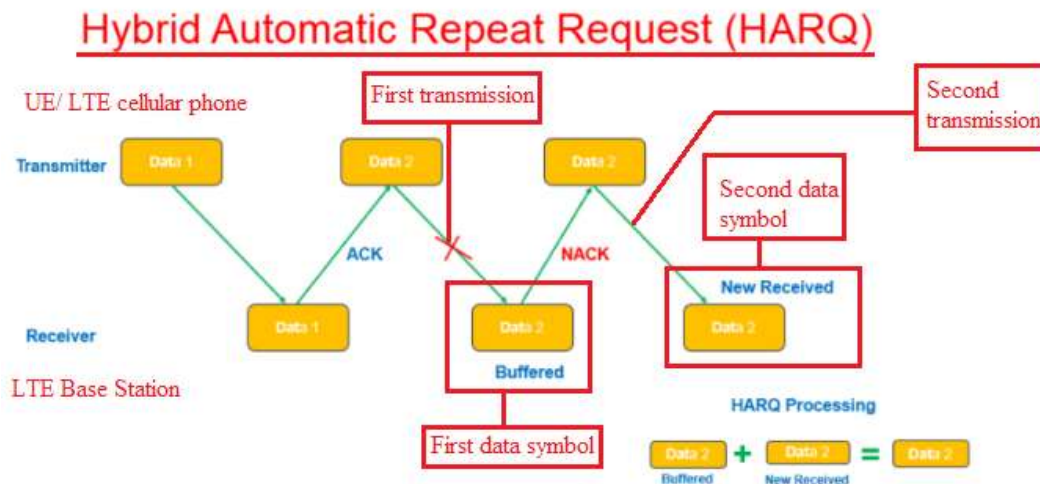 Hybrid Automatic Repeat Request (HARQ)
UE/ LTE cellular phone
First transmission
Second
transmission
Transmitter
Data 1
Data 2
Data 2
Second data
symbol
ACK
NACK
New Received
Receiver
Data 1
Data 2
Data 2
Buffered
LTE Base Station
HARQ Processing
First data symbol
Data 2 + Data 2 = Data 2
Buffered
New Received